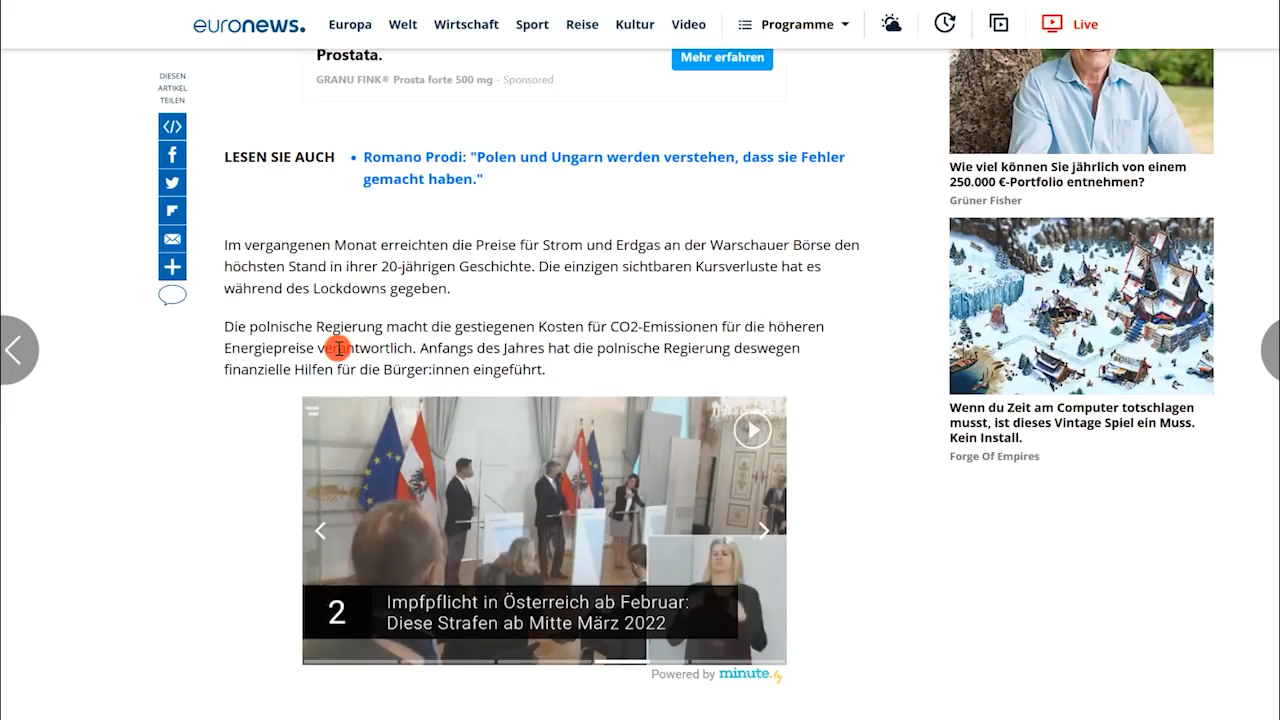 euronews.
Europa Welt Wirtschaft Sport Reise Kultur Video Programme Live
Prostata.
GRANU FINK® Prosta forte 500 mg - Sponsored
Mehr erfahren
DIESEN
ARTIKEL
TEILEN
LESEN SIE AUCH
• Romano Prodi: "Polen und Ungarn werden verstehen, dass sie Fehler
gemacht haben."
Im vergangenen Monat erreichten die Preise für Strom und Erdgas an der Warschauer Börse den
höchsten Stand in ihrer 20-jährigen Geschichte. Die einzigen sichtbaren Kursverluste hat es
während des Lockdowns gegeben.
Die polnische Regierung macht die gestiegenen Kosten für CO2-Emissionen für die höheren
Energiepreise verantwortlich. Anfangs des Jahres hat die polnische Regierung deswegen
finanzielle Hilfen für die Bürger:innen eingeführt.
2
Impfpflicht in Österreich ab Februar:
Diese Strafen ab Mitte März 2022
Powered by minute.ly
Wie viel können Sie jährlich von einem
250.000 €-Portfolio entnehmen?
Grüner Fisher
Wenn du Zeit am Computer totschlagen
musst, ist dieses Vintage Spiel ein Muss.
Kein Install.
Forge Of Empires